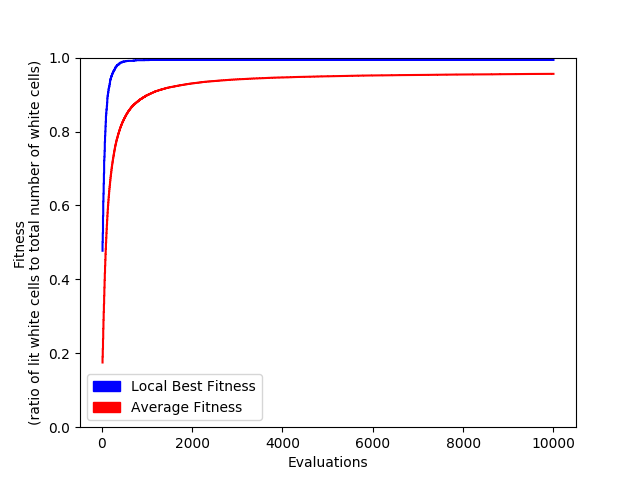 Fitness
(ratio of lit white cells to total number of white cells)
1.0
0.8
0.6
0.4
0.2
0.0
Local Best Fitness
Average Fitness
0 2000 4000 6000 8000 10000
Evaluations